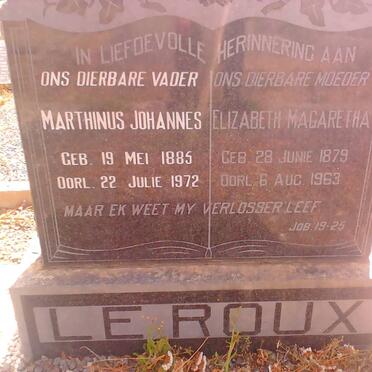 IN LIEFDEVOLLE HERINNERING AAN
ONS DIERBARE VADER
MARTHINUS JOHANNES
GEB. 19 MEI 1885
OORL. 22 JULIE 1972
ONS DIERBARE MOEDER
ELIZABETH MAGARETHA
GEB. 28 JUNIE 1879
OORL. 6 AUG. 1963
MAAR EK WEET MY VERLOSSER LEEF
JOB. 19-25
LE ROUX